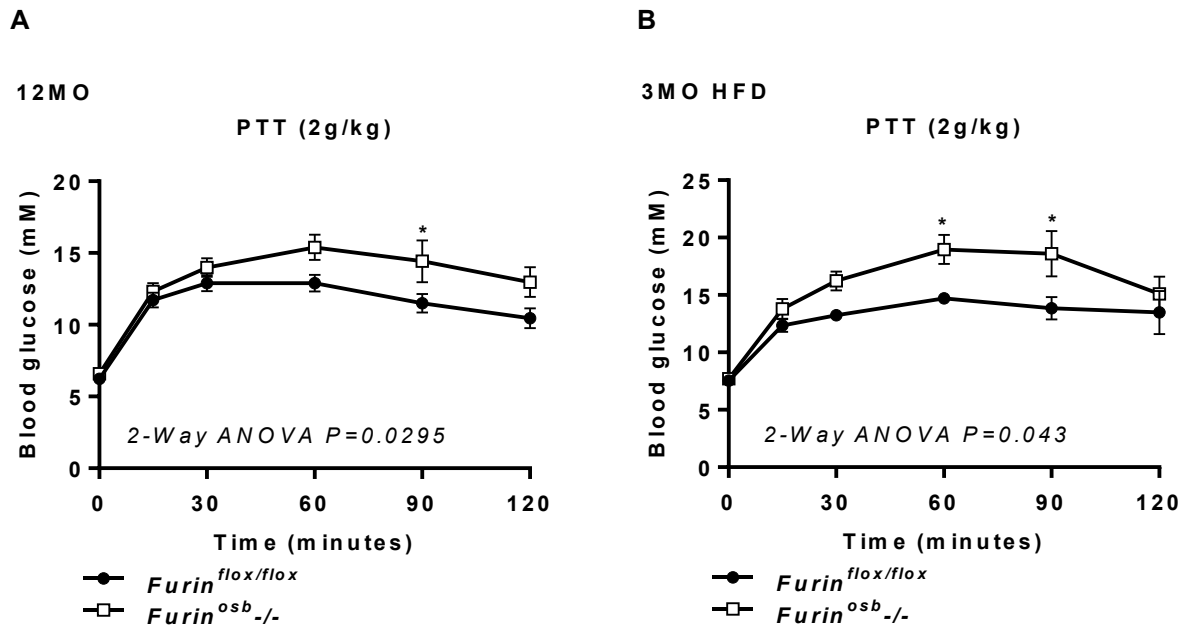 A
12MO
PTT (2g/kg)
20
15
10
5
0
Blood glucose (mM)
*
2-Way ANOVA P=0.0295
0 30 60 90 120
Time (minutes)
Furin^flox/flox
Furin^osb-/-
B
3MO HFD
PTT (2g/kg)
25
20
15
10
5
0
Blood glucose (mM)
* *
2-Way ANOVA P=0.043
0 30 60 90 120
Time (minutes)
Furin^flox/flox
Furin^osb-/-